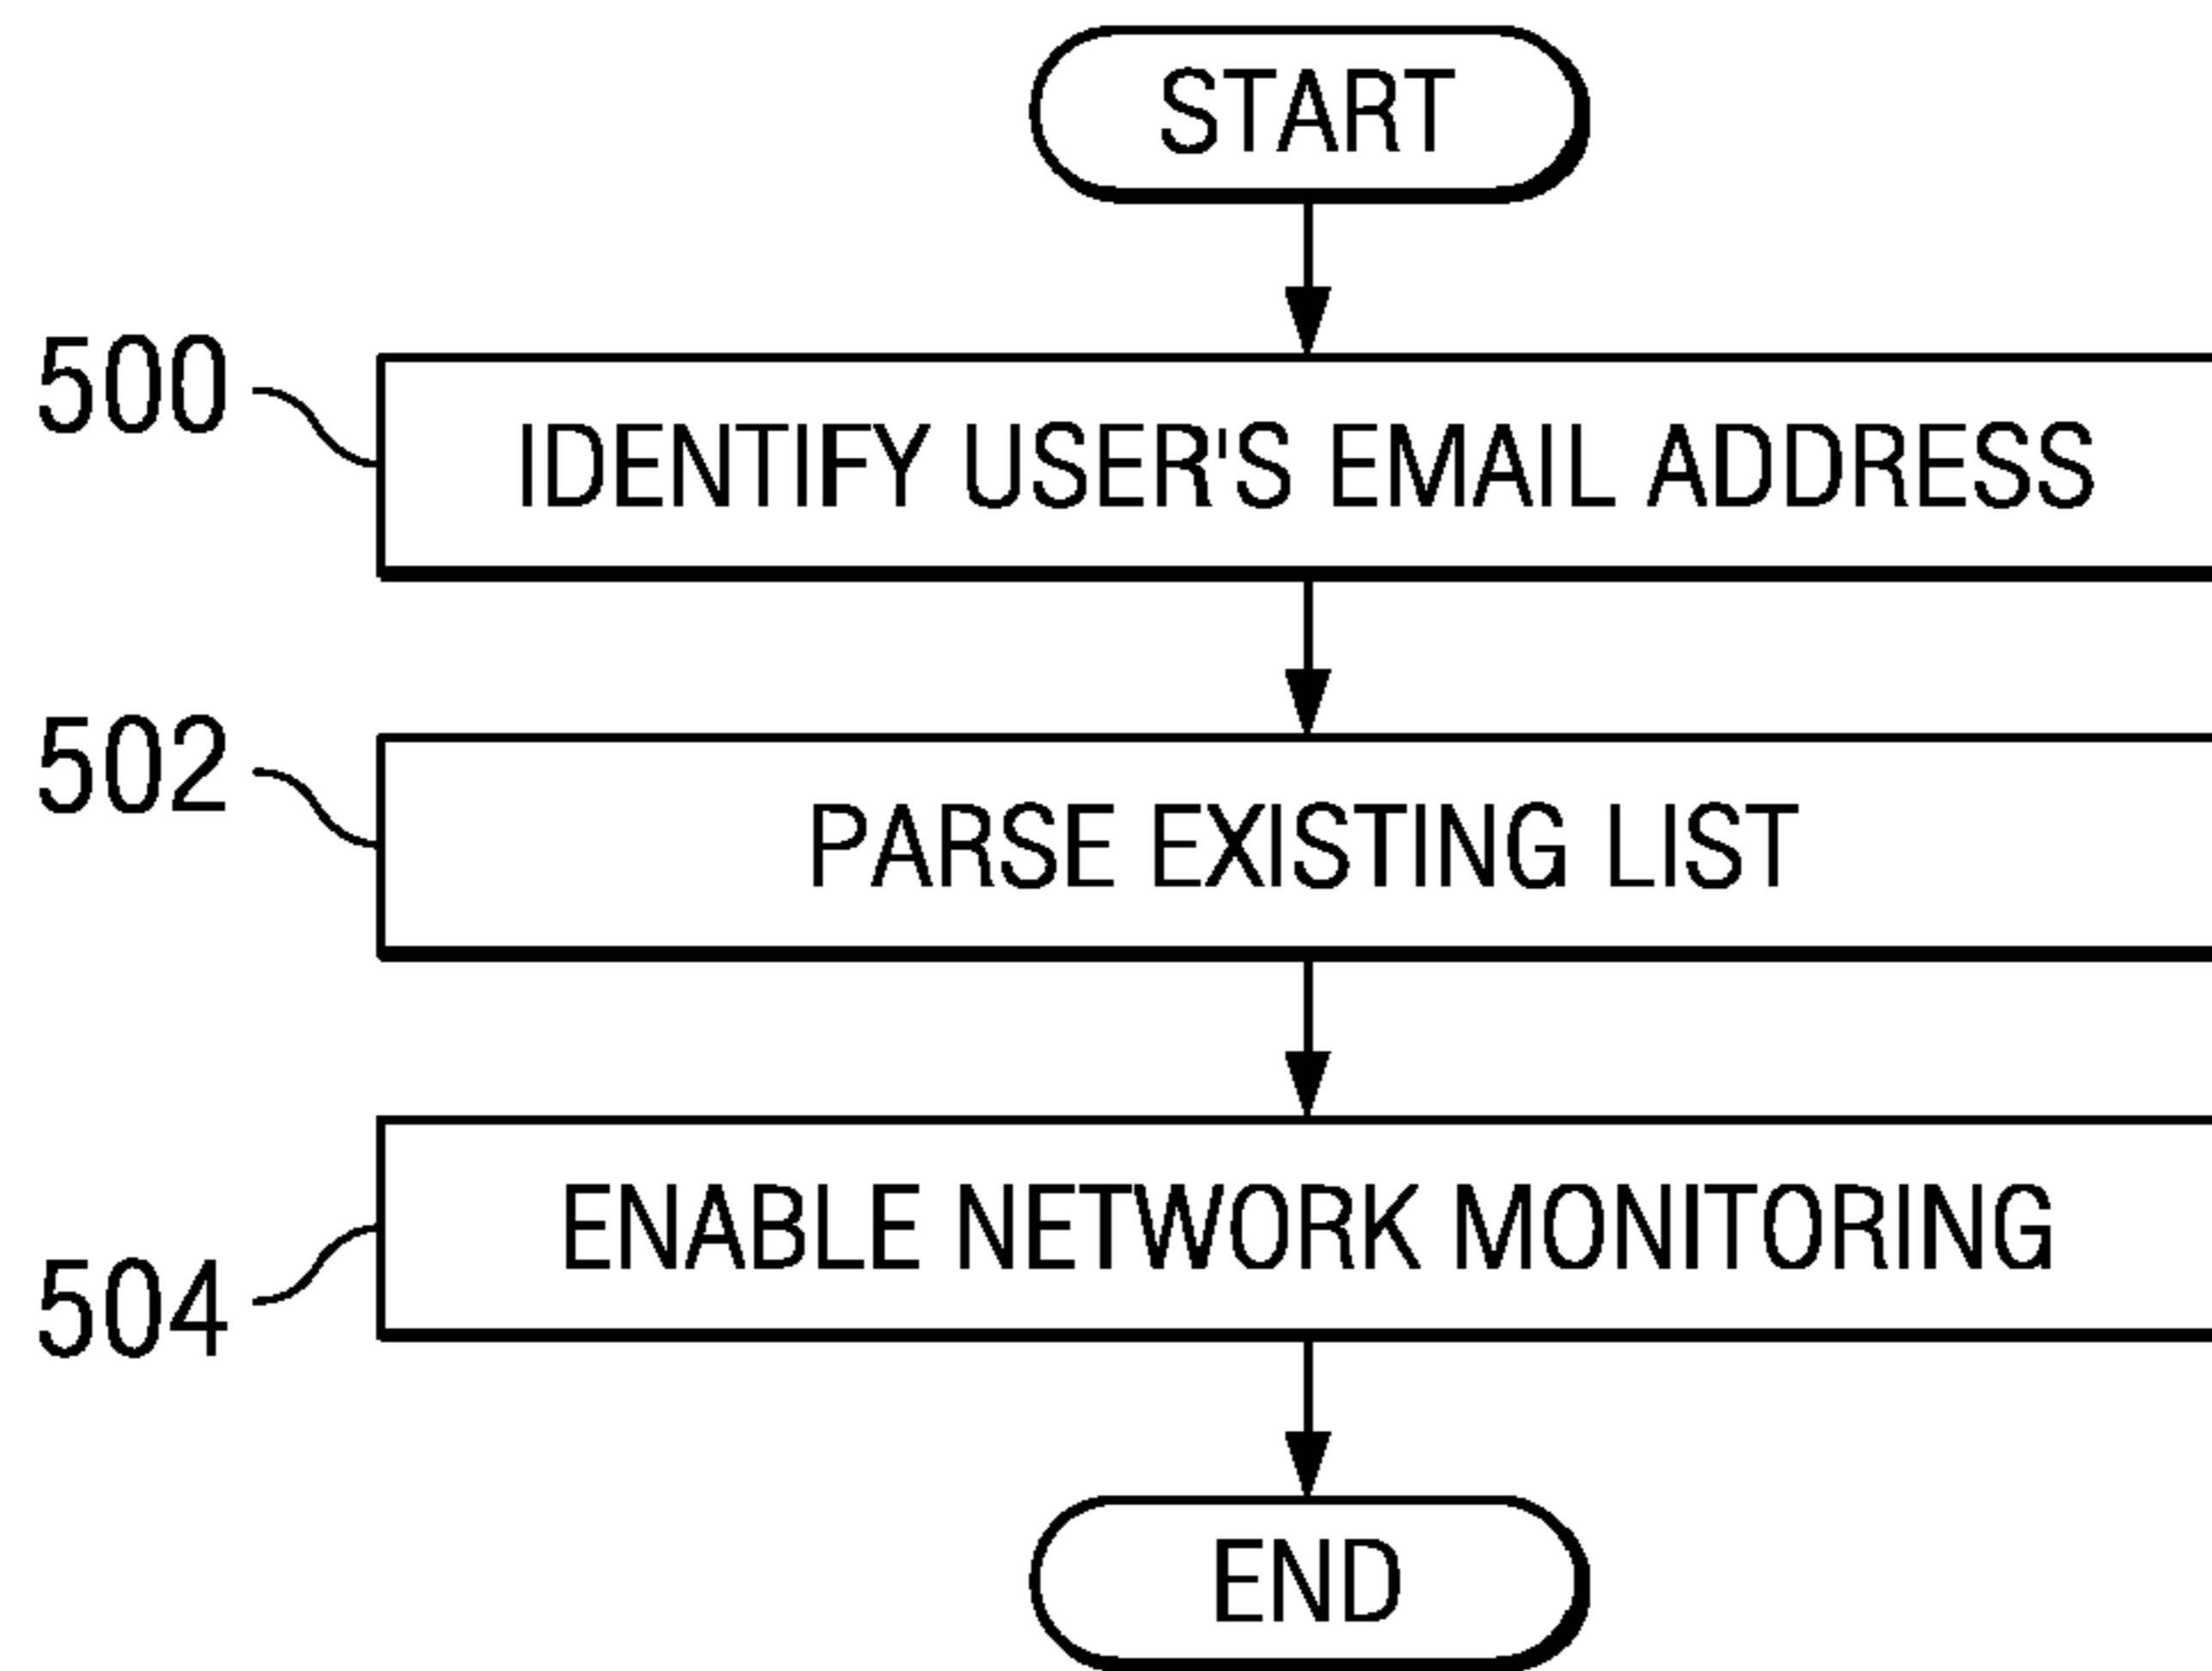 START
500
IDENTIFY USER'S EMAIL ADDRESS
502
PARSE EXISTING LIST
504
ENABLE NETWORK MONITORING
END